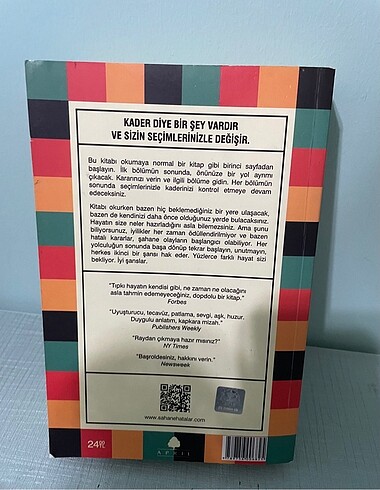 KADER DİYE BİR ŞEY VARDIR
VE SİZİN SEÇİMLERİNİZLE DEĞİŞİR.
Bu kitabı okumaya normal bir kitap gibi birinci sayfadan
başlayın. İlk bölümün sonunda, önünüze bir yol ayrımı
çıkacak. Kararınızı verin ve ilgili bölüme gidin. Her bölümün
sonunda seçimlerinizle kaderinizi kontrol etmeye devam
edeceksiniz.
Kitabı okurken bazen hiç beklemediğiniz bir yere ulaşacak,
bazen de kendinizi daha önce olduğunuz yerde bulacaksınız.
Hayatın size neler hazırladığını asla bilemezsiniz. Ama şunu
biliyorsunuz, iyilikler her zaman ödüllendirilmiyor ve bazen
hatalı kararlar, şahane olayların başlangıcı olabiliyor. Her
yolculuğun sonunda başa dönüp tekrar başlayın, unutmayın,
herkes ikinci bir şansı hak eder. Yüzlerce farklı hayat sizi
bekliyor. İyi şanslar.
"Tıpkı hayatın kendisi gibi, ne zaman ne olacağını
asla tahmin edemeyeceğiniz, dopdolu bir kitap."
Forbes
"Uyuşturucu, tecavüz, patlama, sevgi, aşk, huzur.
Duygulu anlatım, kapkara mizah."
Publishers Weekly
"Raydan çıkmaya hazır mısınız?"
NY Times
"Başroldesiniz, hakkını verin."
Newsweek
www.sahanehatalar.com
24 00 TL
APRIL